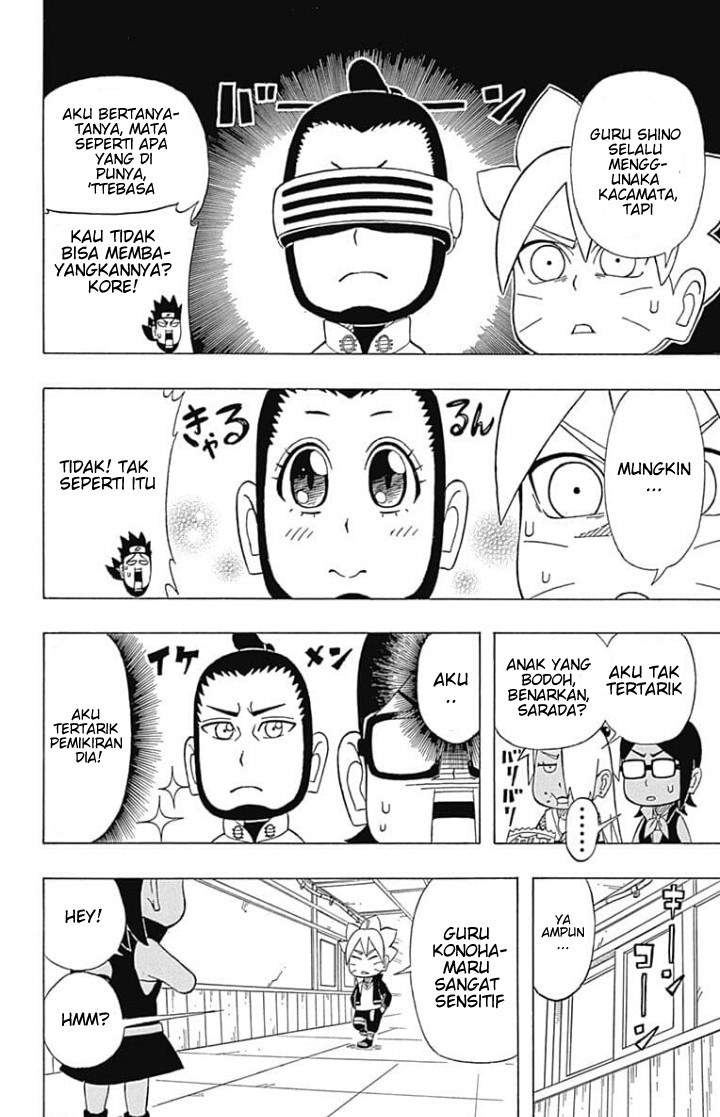 GURU SHINO
SELALU
MENGG-
UNAKA
KACAMATA,
TAPI
バ
ン
AKU BERTANYA-
TANYA, MATA
SEPERTI APA
YANG DI
PUNYA,
'TTEBASA
KAU TIDAK
BISA MEMBA-
YANGKANNYA?
KORE!
MUNGKIN
...
きゃる
るん
TIDAK! TAK
SEPERTI ITU
AKU TAK
TERTARIK
ANAK YANG
BODOH,
BENARKAN,
SARADA?
......
AKU
..
イケ
メン
AKU
TERTARIK
PEMIKIRAN
DIA!
YA
AMPUN
...
キーン
コーン
GURU
KONOHA-
MARU
SANGAT
SENSITIF
HEY!
HMM?